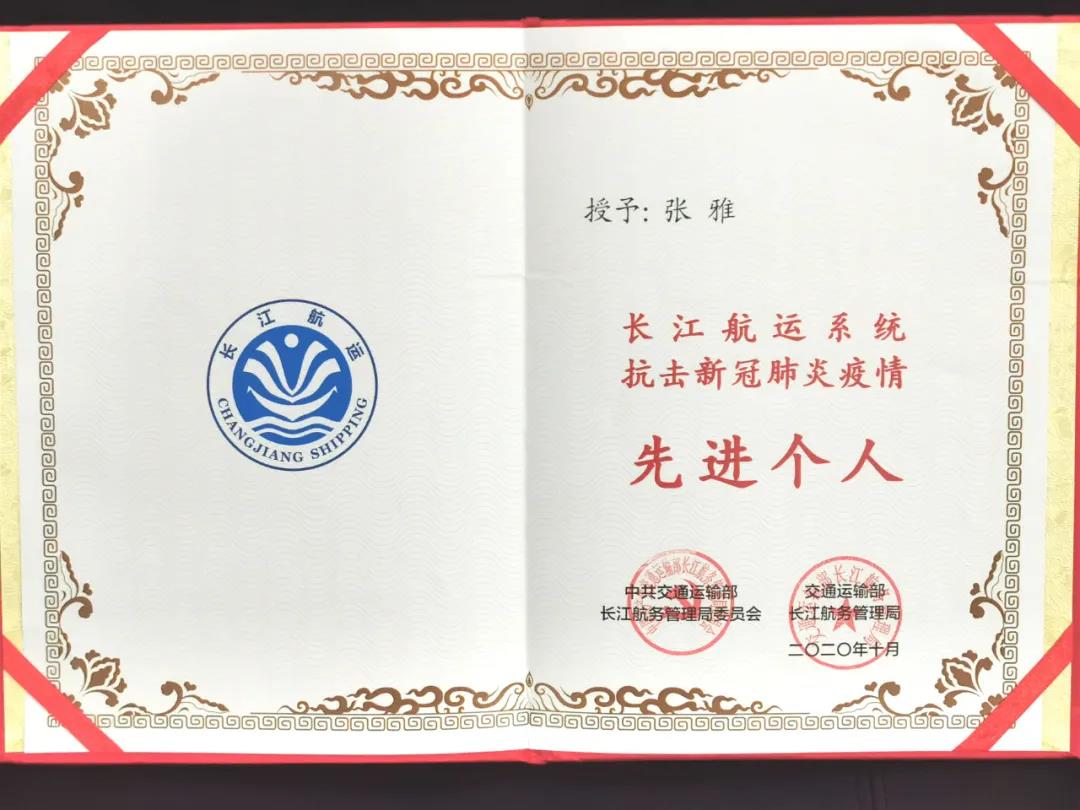 长江航运
CHANGJIANG SHIPPING
授予：张 雅
长江航运系统
抗击新冠肺炎疫情
先进个人
中共交通运输部
长江航务管理局委员会
交通运输部
长江航务管理局
二〇二〇年十月